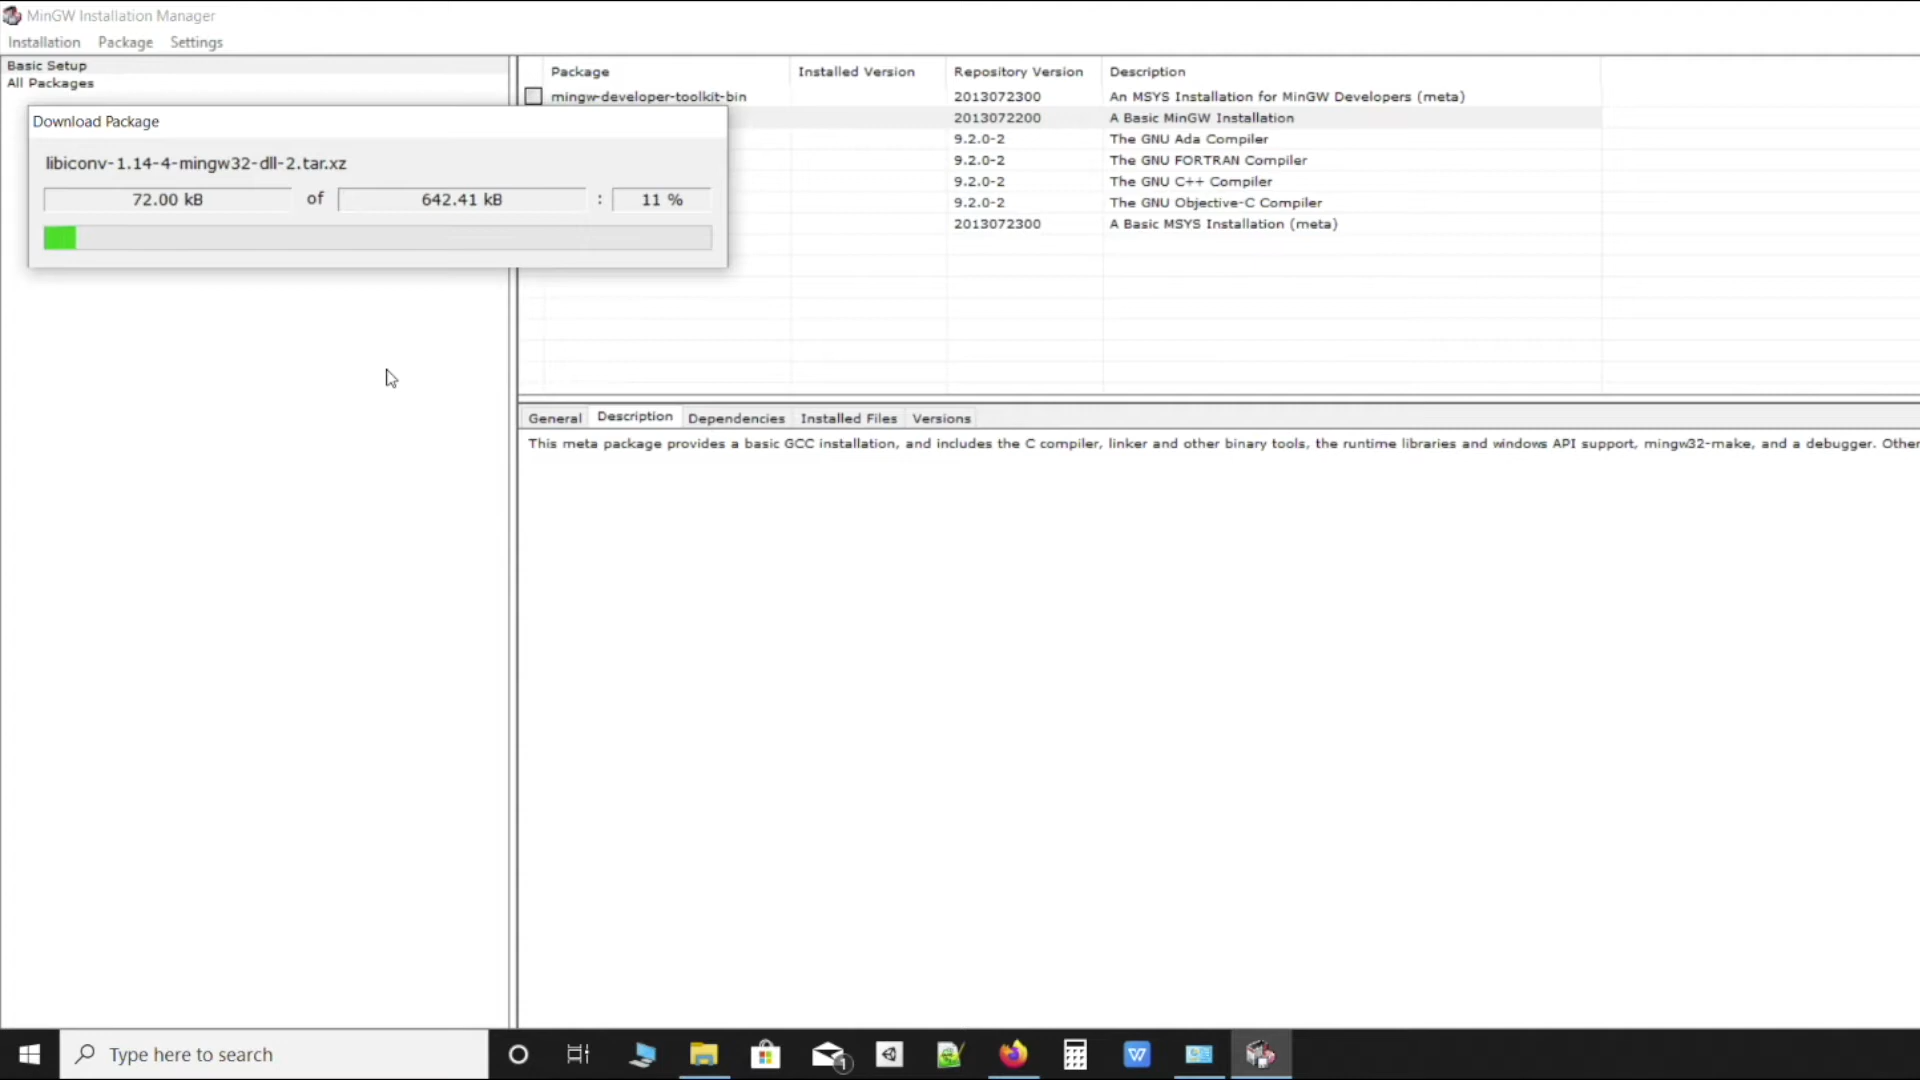 MinGW Installation Manager
Installation Package Settings
Basic Setup
All Packages
Download Package
libiconv-1.14-4-mingw32-dll-2.tar.xz
72.00 kB of 642.41 kB : 11 %
Package Installed Version Repository Version Description
mingw-developer-toolkit-bin 2013072300 An MSYS Installation for MinGW Developers (meta)
2013072200 A Basic MinGW Installation
9.2.0-2 The GNU Ada Compiler
9.2.0-2 The GNU FORTRAN Compiler
9.2.0-2 The GNU C++ Compiler
9.2.0-2 The GNU Objective-C Compiler
2013072300 A Basic MSYS Installation (meta)
General Description Dependencies Installed Files Versions
This meta package provides a basic GCC installation, and includes the C compiler, linker and other binary tools, the runtime libraries and windows API support, mingw32-make, and a debugger. Other
Type here to search
1
W